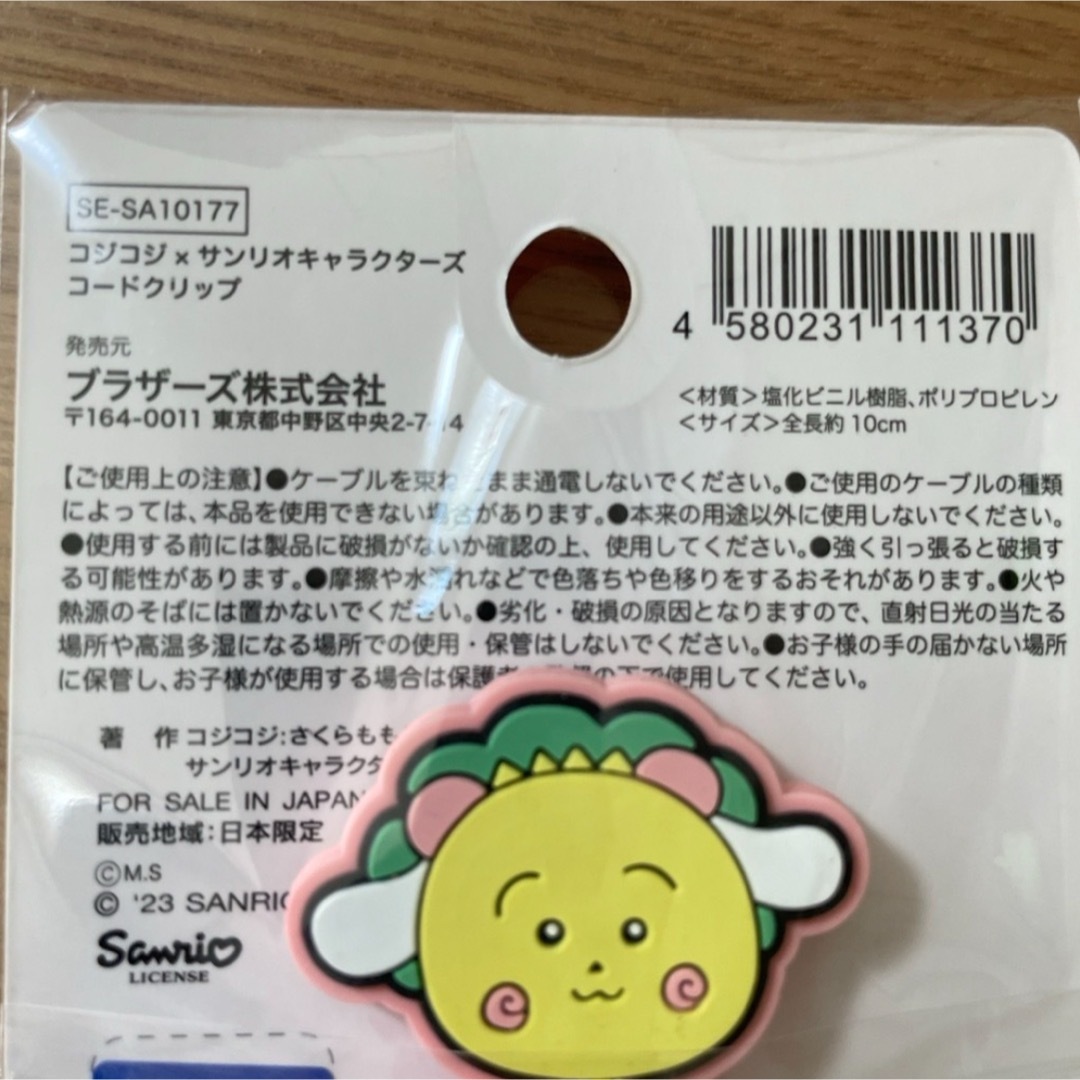 SE-SA10177
コジコジ×サンリオキャラクターズ
コードクリップ
発売元
ブラザーズ株式会社
〒164-0011 東京都中野区中央2-7-14
4 580231 111370
＜材質＞塩化ビニル樹脂、ポリプロピレン
＜サイズ＞全長約10cm
【ご使用上の注意】●ケーブルを束ねたまま通電しないでください。●ご使用のケーブルの種類
によっては、本品を使用できない場合があります。●本来の用途以外に使用しないでください。
●使用する前には製品に破損がないか確認の上、使用してください。●強く引っ張ると破損す
る可能性があります。●摩擦や水濡れなどで色落ちや色移りをするおそれがあります。●火や
熱源のそばには置かないでください。●劣化・破損の原因となりますので、直射日光の当たる
場所や高温多湿になる場所での使用・保管はしないでください。●お子様の手の届かない場所
に保管し、お子様が使用する場合は保護者の下で使用してください。
著 作 コジコジ:さくらもも
サンリオキャラクタ
FOR SALE IN JAPAN
販売地域:日本限定
©M.S
© '23 SANRIO
Sanrio
LICENSE